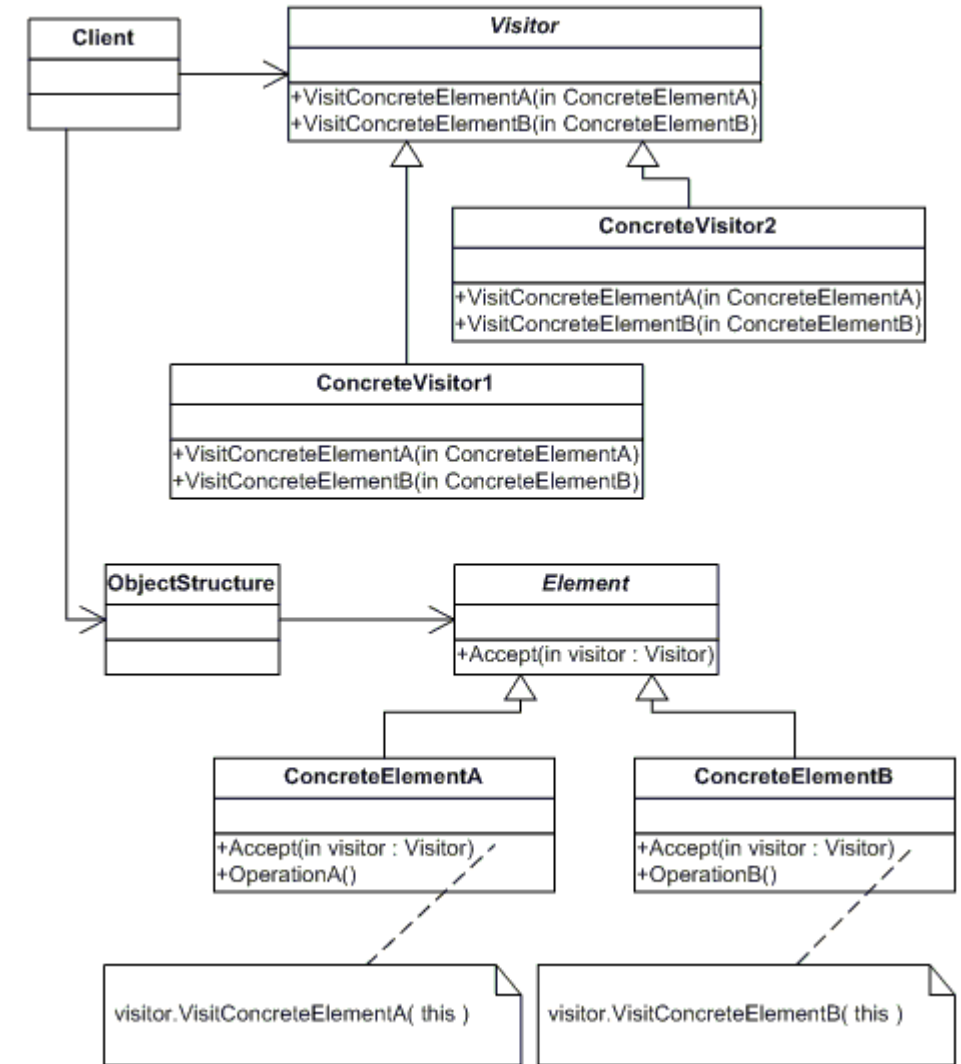 Client
Visitor
+VisitConcreteElementA(in ConcreteElementA)
+VisitConcreteElementB(in ConcreteElementB)
ConcreteVisitor2
+VisitConcreteElementA(in ConcreteElementA)
+VisitConcreteElementB(in ConcreteElementB)
ConcreteVisitor1
+VisitConcreteElementA(in ConcreteElementA)
+VisitConcreteElementB(in ConcreteElementB)
ObjectStructure
Element
+Accept(in visitor : Visitor)
ConcreteElementA
+Accept(in visitor : Visitor)
+OperationA()
ConcreteElementB
+Accept(in visitor : Visitor)
+OperationB()
visitor.VisitConcreteElementA( this )
visitor.VisitConcreteElementB( this )